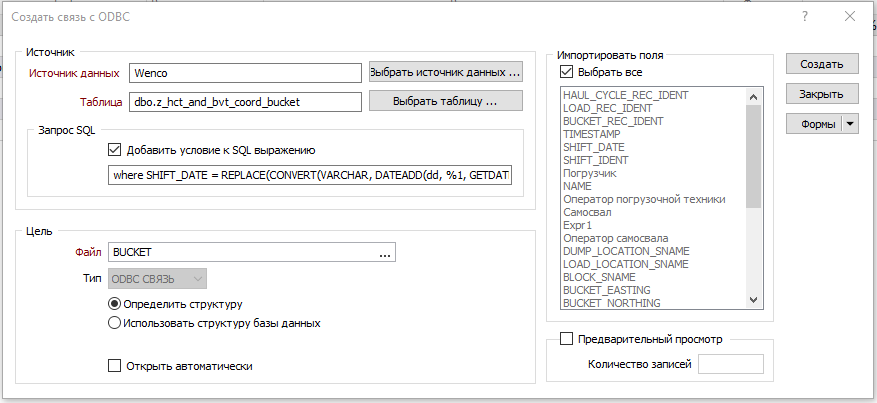 Создать связь с ODBC
?
Источник
Источник данных
Wenco
Выбрать источник данных ...
Таблица
dbo.z_hct_and_bvt_coord_bucket
Выбрать таблицу ...
Запрос SQL
Добавить условие к SQL выражению
where SHIFT_DATE = REPLACE(CONVERT(VARCHAR, DATEADD(dd, %1, GETDAT
Цель
Файл
BUCKET
...
Тип
ODBC СВЯЗЬ
Определить структуру
Использовать структуру базы данных
Открыть автоматически
Импортировать поля
Выбрать все
HAUL_CYCLE_REC_IDENT
LOAD_REC_IDENT
BUCKET_REC_IDENT
TIMESTAMP
SHIFT_DATE
SHIFT_IDENT
Погрузчик
NAME
Оператор погрузочной техники
Самосвал
Expr1
Оператор самосвала
DUMP_LOCATION_SNAME
LOAD_LOCATION_SNAME
BLOCK_SNAME
BUCKET_EASTING
BUCKET_NORTHING
Предварительный просмотр
Количество записей
Создать
Закрыть
Формы
%